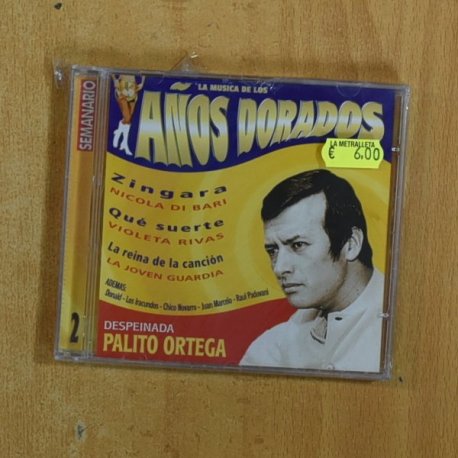 SEMANARIO
2
LA MUSICA DE LOS
AÑOS DORADOS
LA METRALLETA
€ 6,00
Zingara
NICOLA DI BARI
Qué suerte
VIOLETA RIVAS
La reina de la canción
LA JOVEN GUARDIA
ADEMAS:
Donald - Los Iracundos - Chico Novarro - Juan Marcelo - Raul Padovani
DESPEINADA
PALITO ORTEGA